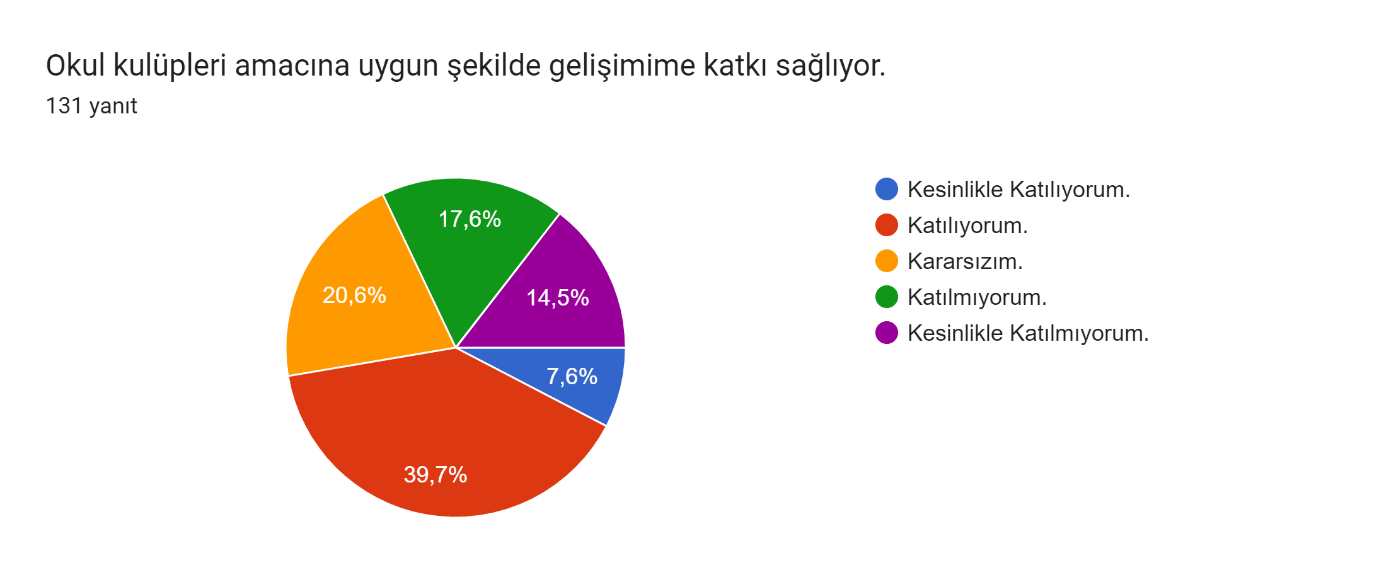 Okul kulüpleri amacına uygun şekilde gelişimime katkı sağlıyor.
131 yanıt
17,6%
20,6%
14,5%
7,6%
39,7%
Kesinlikle Katılıyorum.
Katılıyorum.
Kararsızım.
Katılmıyorum.
Kesinlikle Katılmıyorum.